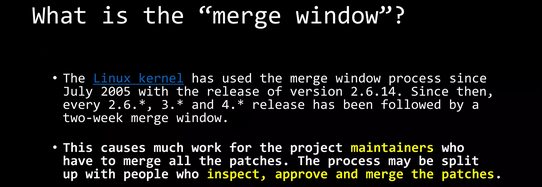 What is the “merge window”?
• The Linux kernel has used the merge window process since
July 2005 with the release of version 2.6.14. Since then,
every 2.6.*, 3.* and 4.* release has been followed by a
two-week merge window.
• This causes much work for the project maintainers who
have to merge all the patches. The process may be split
up with people who inspect, approve and merge the patches.